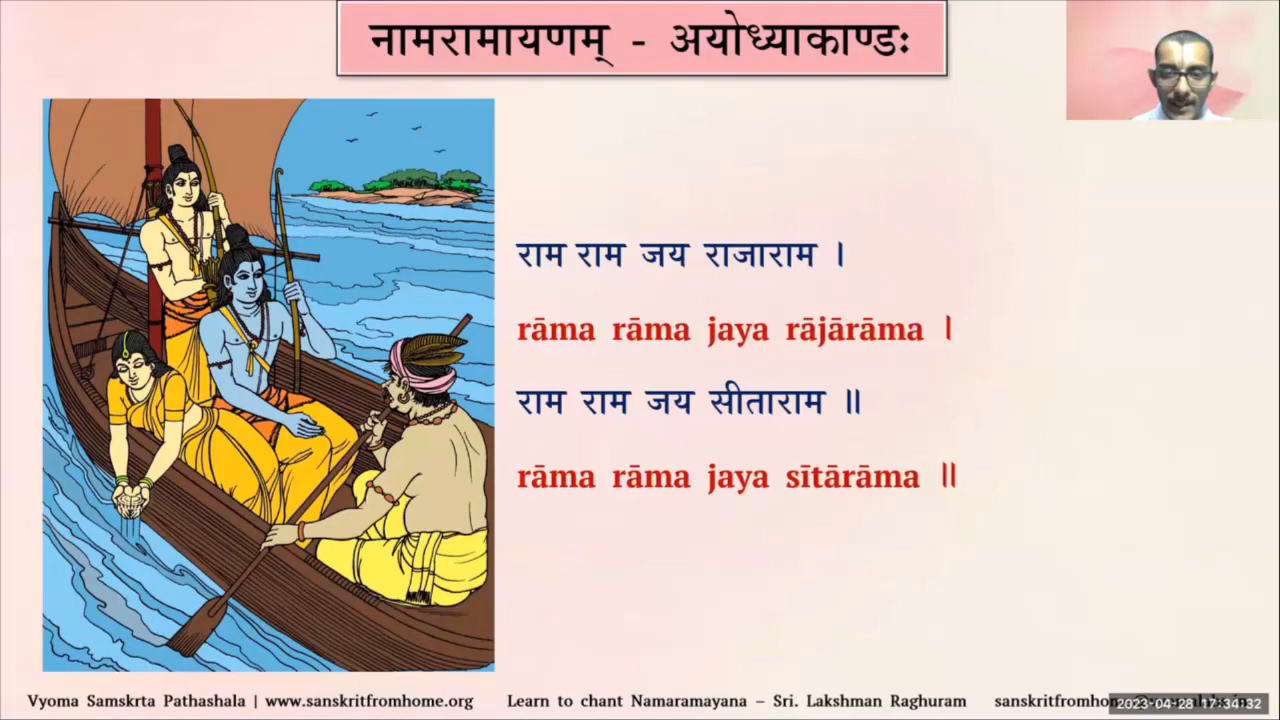 नामरामायणम् - अयोध्याकाण्डः
राम राम जय राजाराम ।
rāma rāma jaya rājārāma ।
राम राम जय सीताराम ॥
rāma rāma jaya sītārāma ॥
Vyoma Samskrta Pathashala | www.sanskritfromhome.org Learn to chant Namaramayana – Sri. Lakshman Raghuram
2023-04-28 17:34:32